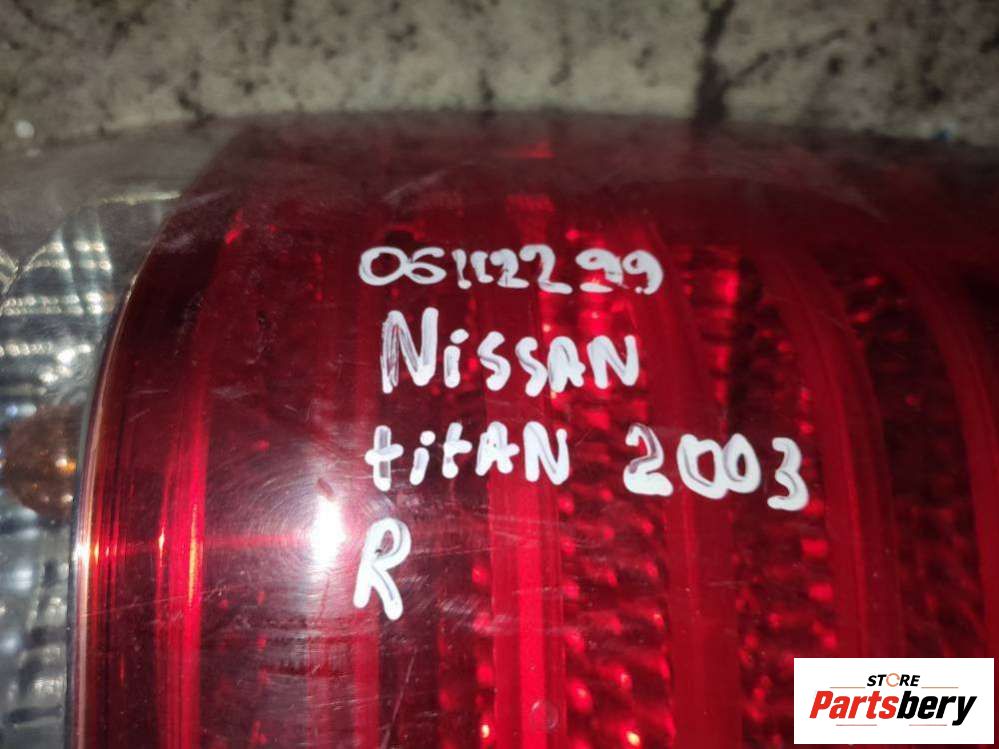 06112299
Nissan
titan 2003
R
STORE
Partsbery